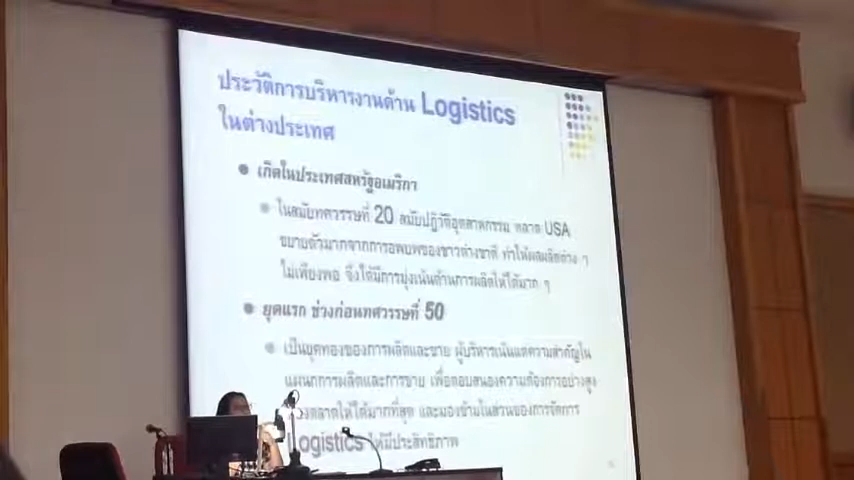 ประวัติการบริหารงานด้าน Logistics
ในต่างประเทศ
เกิดในประเทศสหรัฐอเมริกา
ในสมัยทศวรรษที่ 20 สมัยปฏิวัติอุตสาหกรรม ตลาด USA
ขยายตัวมากจากการอพยพของชาวต่างชาติ ทำให้ผลผลิตต่าง ๆ
ไม่เพียงพอ จึงได้มีการมุ่งเน้นด้านการผลิตให้ได้มาก ๆ
ยุคแรก ช่วงก่อนทศวรรษที่ 50
เป็นยุคทองของการผลิตและขาย ผู้บริหารเน้นแต่ความสำคัญใน
แผนกการผลิตและการขาย เพื่อตอบสนองความต้องการอย่างสูง
ของตลาดให้ได้มากที่สุด และมองข้ามในส่วนของการจัดการ
Logistics ให้มีประสิทธิภาพ